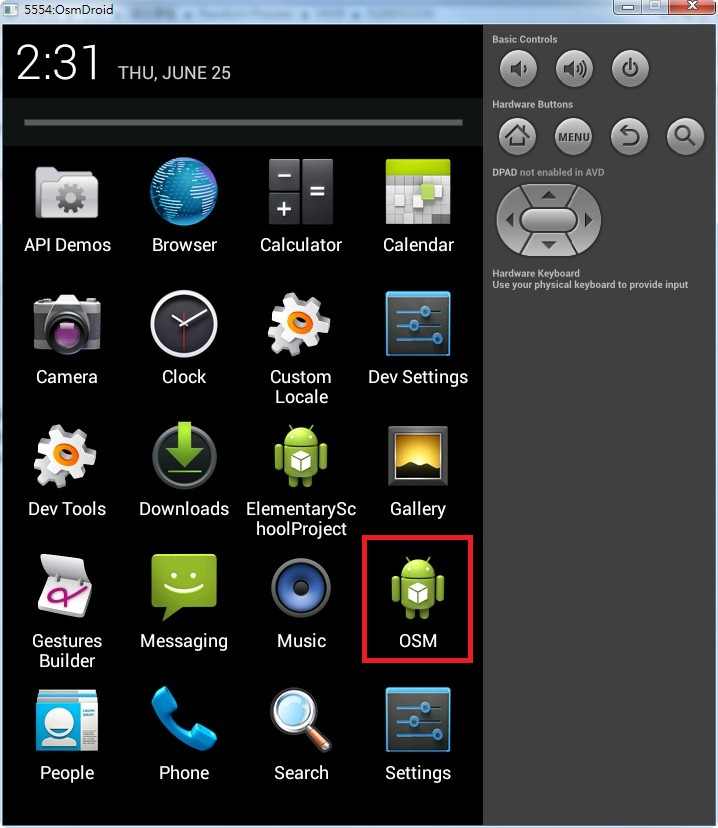 5554:OsmDroid
2:31 THU, JUNE 25
API Demos
Browser
Calculator
Calendar
Camera
Clock
Custom
Locale
Dev Settings
Dev Tools
Downloads
ElementarySc
hoolProject
Gallery
Gestures
Builder
Messaging
Music
OSM
People
Phone
Search
Settings
Basic Controls
Hardware Buttons
MENU
DPAD not enabled in AVD
Hardware Keyboard
Use your physical keyboard to provide input